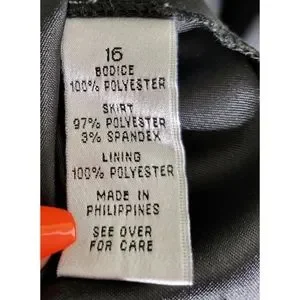 16
BODICE
100% POLYESTER
SKIRT
97% POLYESTER
3% SPANDEX
LINING
100% POLYESTER
MADE IN
PHILIPPINES
SEE OVER
FOR CARE